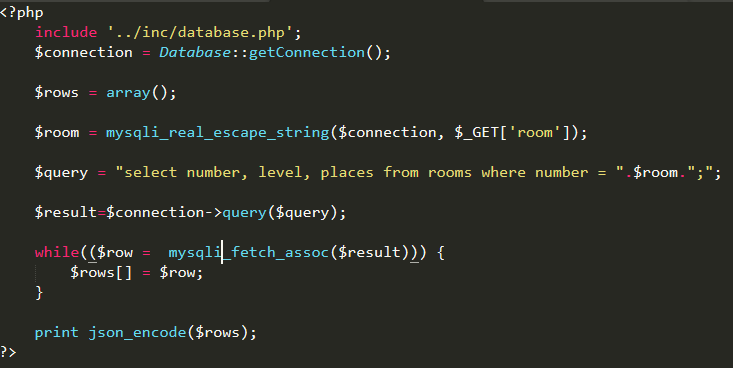 <?php
include '../inc/database.php';
$connection = Database::getConnection();
$rows = array();
$room = mysqli_real_escape_string($connection, $_GET['room']);
$query = "select number, level, places from rooms where number = ".$room.";";
$result=$connection->query($query);
while(($row =  mysqli_fetch_assoc($result))) {
$rows[] = $row;
}
print json_encode($rows);
?>